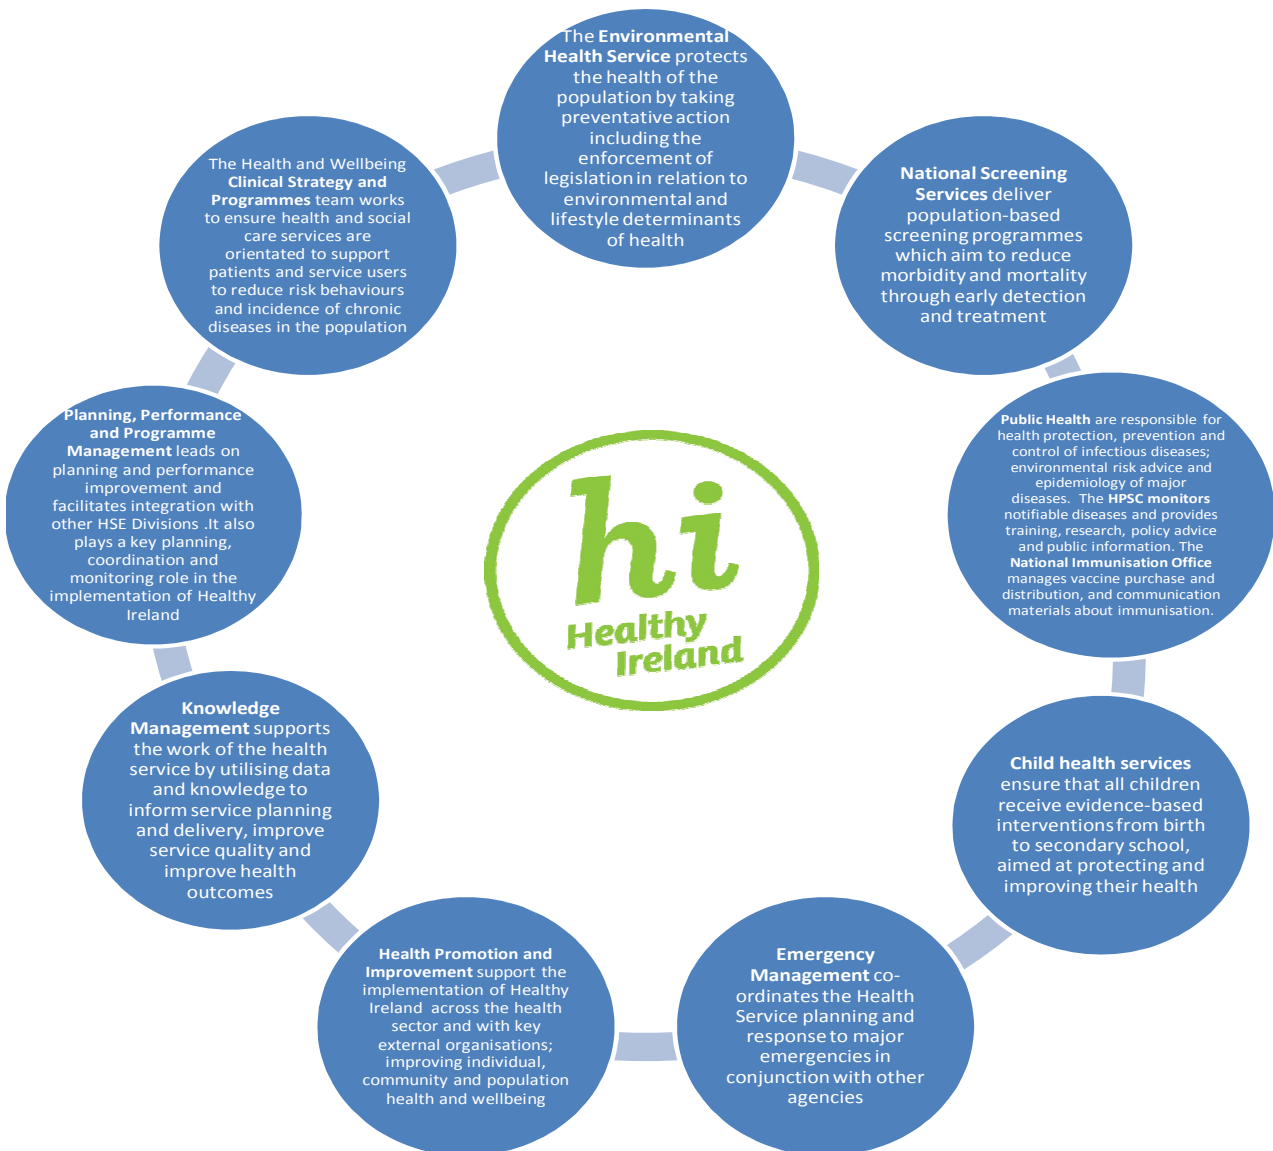 The Environmental
Health Service protects
the health of the
population by taking
preventative action
including the
enforcement of
legislation in relation to
environmental and
lifestyle determinants
of health
National Screening
Services deliver
population-based
screening programmes
which aim to reduce
morbidity and mortality
through early detection
and treatment
Public Health are responsible for
health protection, prevention and
control of infectious diseases;
environmental risk advice and
epidemiology of major
diseases. The HPSC monitors
notifiable diseases and provides
training, research, policy advice
and public information. The
National Immunisation Office
manages vaccine purchase and
distribution, and communication
materials about immunisation.
Child health services
ensure that all children
receive evidence-based
interventions from birth
to secondary school,
aimed at protecting and
improving their health
Emergency
Management co-
ordinates the Health
Service planning and
response to major
emergencies in
conjunction with other
agencies
Health Promotion and
Improvement support the
implementation of Healthy
Ireland across the health
sector and with key
external organisations;
improving individual,
community and population
health and wellbeing
Knowledge
Management supports
the work of the health
service by utilising data
and knowledge to
inform service planning
and delivery, improve
service quality and
improve health
outcomes
Planning, Performance
and Programme
Management leads on
planning and performance
improvement and
facilitates integration with
other HSE Divisions .It also
plays a key planning,
coordination and
monitoring role in the
implementation of Healthy
Ireland
The Health and Wellbeing
Clinical Strategy and
Programmes team works
to ensure health and social
care services are
orientated to support
patients and service users
to reduce risk behaviours
and incidence of chronic
diseases in the population
hi
Healthy
Ireland